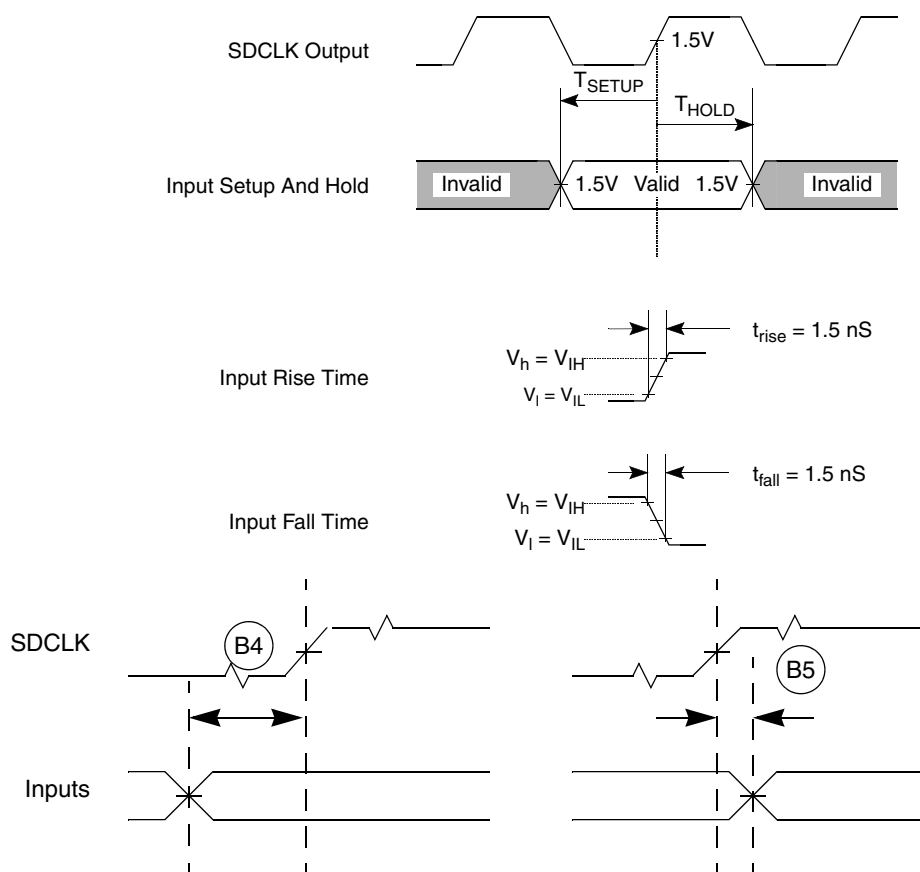 SDCLK Output
1.5V
TSETUP
THOLD
Input Setup And Hold
Invalid
1.5V Valid 1.5V
Invalid
trise = 1.5 nS
Vh = VIH
Input Rise Time
Vl = VIL
tfall = 1.5 nS
Vh = VIH
Input Fall Time
Vl = VIL
SDCLK
B4
B5
Inputs